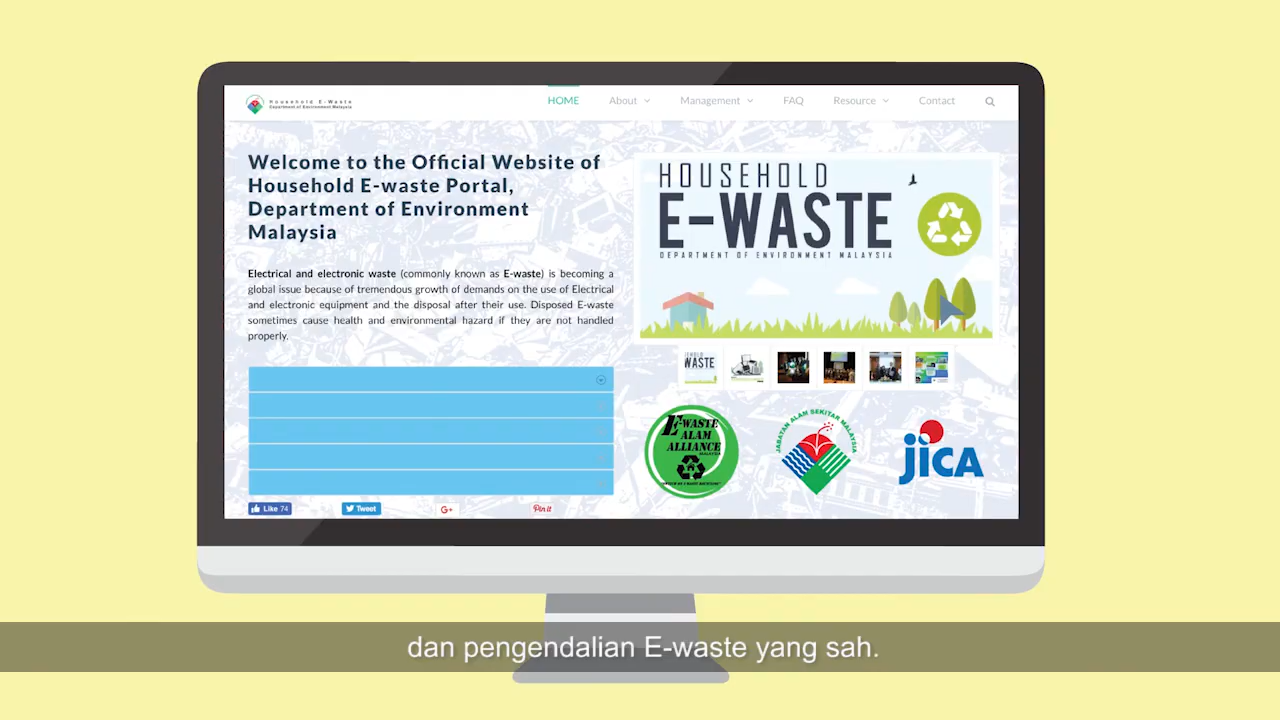 Household E-Waste
Department of Environment Malaysia
HOME About Management FAQ Resource Contact
Welcome to the Official Website of
Household E-waste Portal,
Department of Environment
Malaysia
Electrical and electronic waste (commonly known as E-waste) is becoming a
global issue because of tremendous growth of demands on the use of Electrical
and electronic equipment and the disposal after their use. Disposed E-waste
sometimes cause health and environmental hazard if they are not handled
properly.
Like 74
Tweet
G+
Pin it
HOUSEHOLD
E-WASTE
DEPARTMENT OF ENVIRONMENT MALAYSIA
EHOLD
WASTE
E-WASTE
ALAM
ALLIANCE
MALAYSIA
JABATAN ALAM SEKITAR MALAYSIA
JICA
dan pengendalian E-waste yang sah.